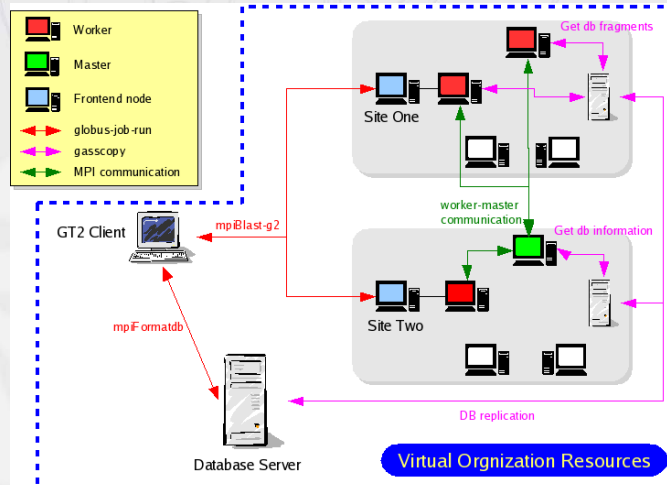 Worker
Master
Frontend node
globus-job-run
gasscopy
MPI communication
Get db fragments
Site One
worker-master
communication
GT2 Client
mpiBlast-g2
Get db information
Site Two
mpiFormatdb
DB replication
Database Server
Virtual Orgnization Resources